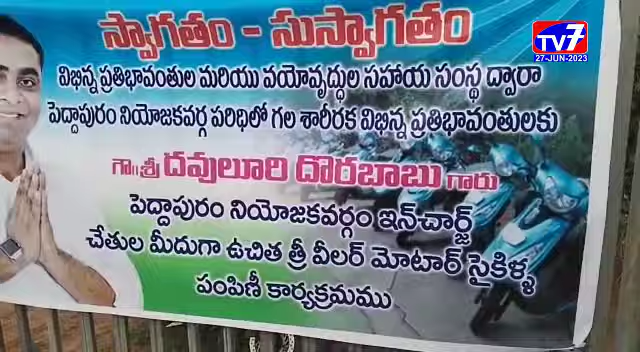 స్వాగతం - సుస్వాగతం
TV7
27-JUN-2023
విభిన్న ప్రతిభావంతుల మరియు వయోవృద్ధుల సహాయ సంస్థ ద్వారా
పెద్దాపురం నియోజకవర్గ పరిధిలో గల శారీరక విభిన్న ప్రతిభావంతులకు
గౌ॥శ్రీ దవులూరి దొరబాబు గారు
పెద్దాపురం నియోజకవర్గం ఇన్‌చార్జ్
చేతుల మీదుగా ఉచిత త్రీ వీలర్ మోటార్ సైకిళ్ళ
పంపిణీ కార్యక్రమము